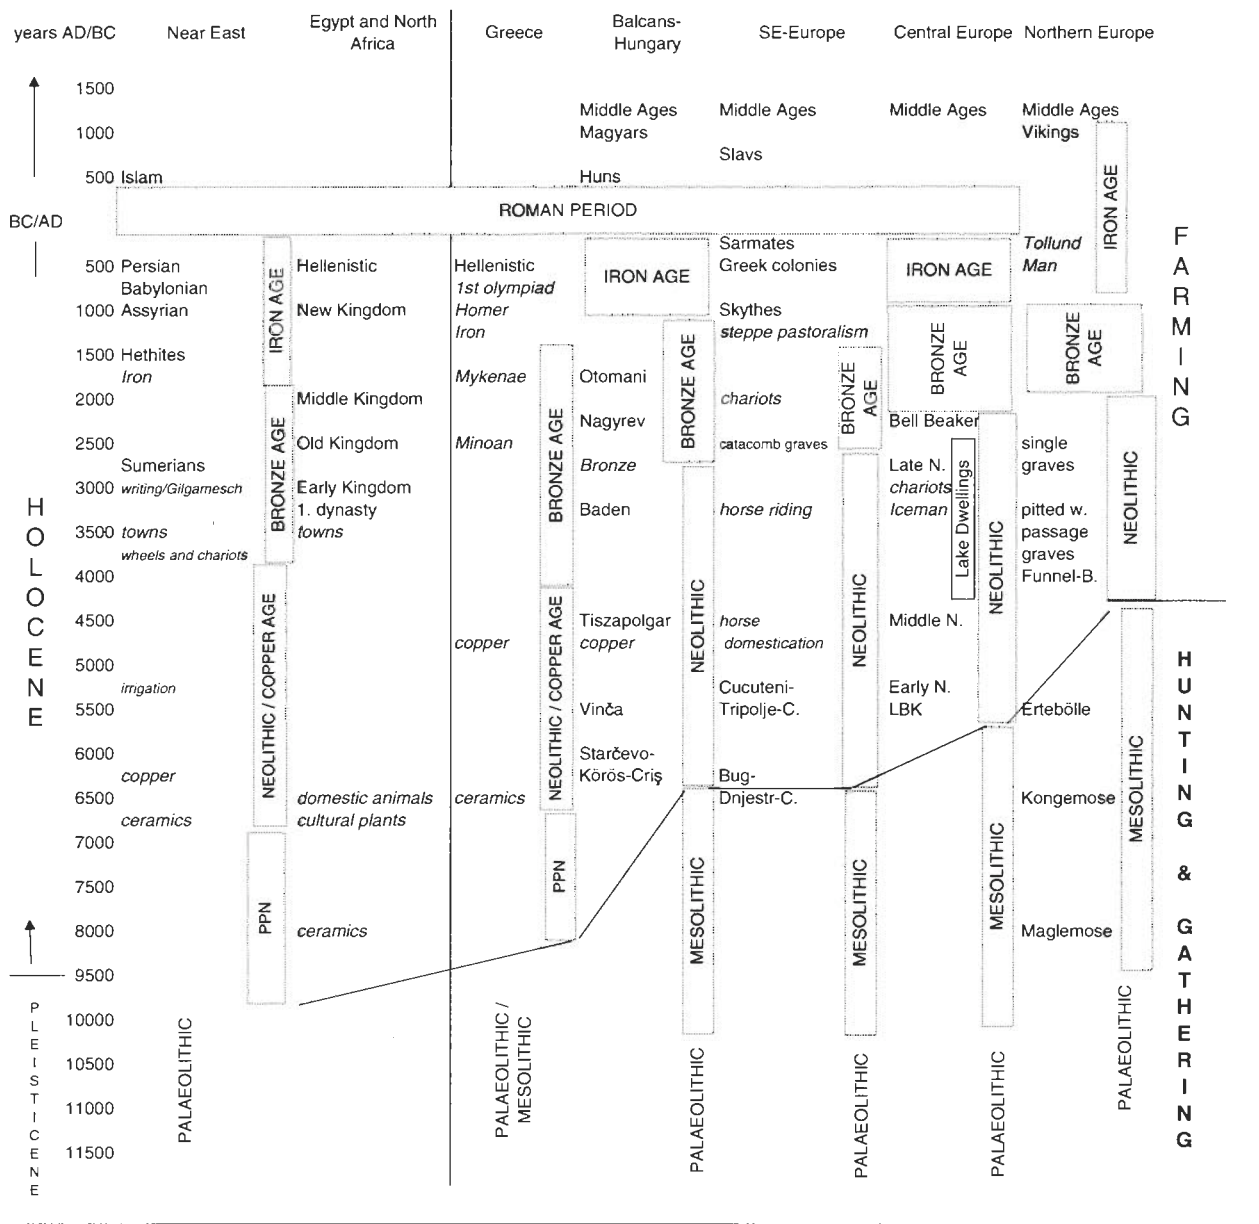 years AD/BC
Near East
Egypt and North
Africa
Greece
Balcans-
Hungary
SE-Europe
Central Europe
Northern Europe
1500
Middle Ages
Middle Ages
Middle Ages
Middle Ages
1000
Magyars
Vikings
Slavs
500
Islam
Huns
IRON AGE
ROMAN PERIOD
BC/AD
Sarmates
Tollund
500
Persian
Hellenistic
Hellenistic
IRON AGE
Greek colonies
IRON AGE
Man
Babylonian
1st olympiad
1000
Assyrian
IRON AGE
New Kingdom
Homer
Skythes
Iron
steppe pastoralism
1500
Hethites
BRONZE AGE
BRONZE
AGE
BRONZE
AGE
Iron
Mykenae
Otomani
2000
Middle Kingdom
chariots
BRONZE
AGE
Nagyrev
Bell Beaker
2500
BRONZE AGE
Old Kingdom
Minoan
BRONZE AGE
catacomb graves
single
Sumerians
Bronze
Late N.
graves
NEOLITHIC
3000
writing/Gilgamesch
Early Kingdom
chariots
Lake Dwellings
1. dynasty
Baden
horse riding
Iceman
pitted w.
3500
towns
towns
passage
wheels and chariots
graves
4000
Funnel-B.
NEOLITHIC
4500
NEOLITHIC / COPPER AGE
NEOLITHIC / COPPER AGE
Tiszapolgar
NEOLITHIC
horse
NEOLITHIC
Middle N.
copper
copper
domestication
5000
irrigation
Cucuteni-
Early N.
5500
Vinča
Tripolje-C.
LBK
Ertebölle
6000
Starčevo-
copper
Körös-Criş
Bug-
MESOLITHIC
6500
domestic animals
ceramics
Dnjestr-C.
Kongemose
ceramics
cultural plants
7000
7500
PPN
PPN
MESOLITHIC
MESOLITHIC
MESOLITHIC
8000
ceramics
Maglemose
9500
10000
PALAEOLITHIC
PALAEOLITHIC /
MESOLITHIC
PALAEOLITHIC
10500
PALAEOLITHIC
PALAEOLITHIC
PALAEOLITHIC
11000
11500
HOLOCENE
PLEISTICENE
FARMING
HUNTING & GATHERING